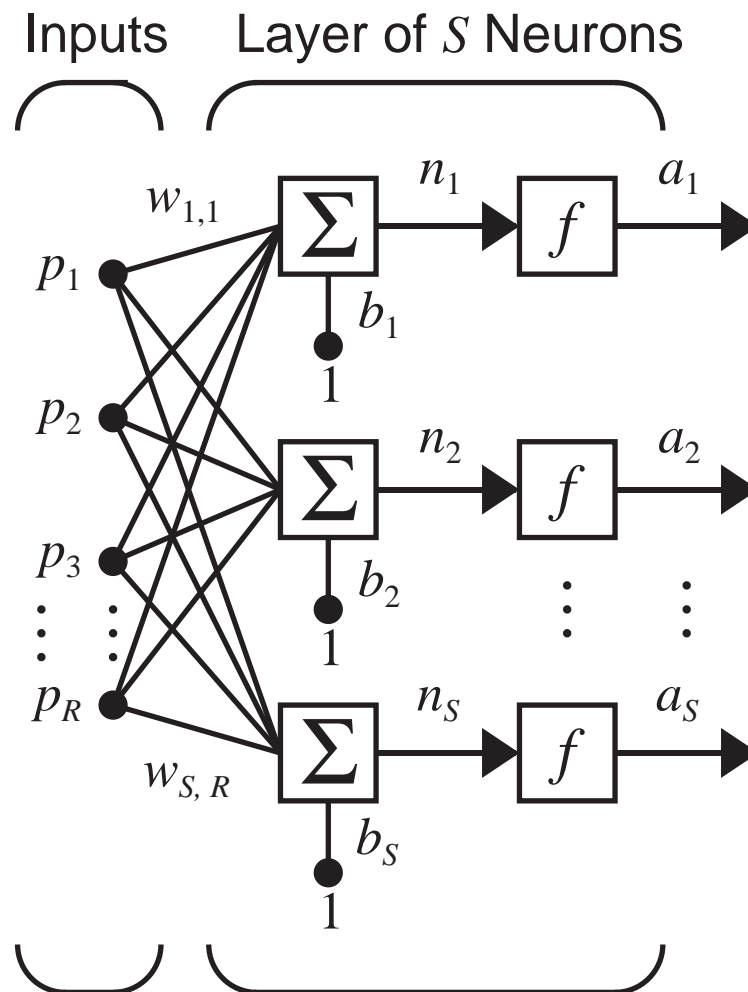 Inputs Layer of S Neurons
w1,1 n1 a1
Σ f
p1
b1
1
p2
n2 a2
Σ f
p3
b2
1
pR
nS aS
Σ f
wS, R
bS
1